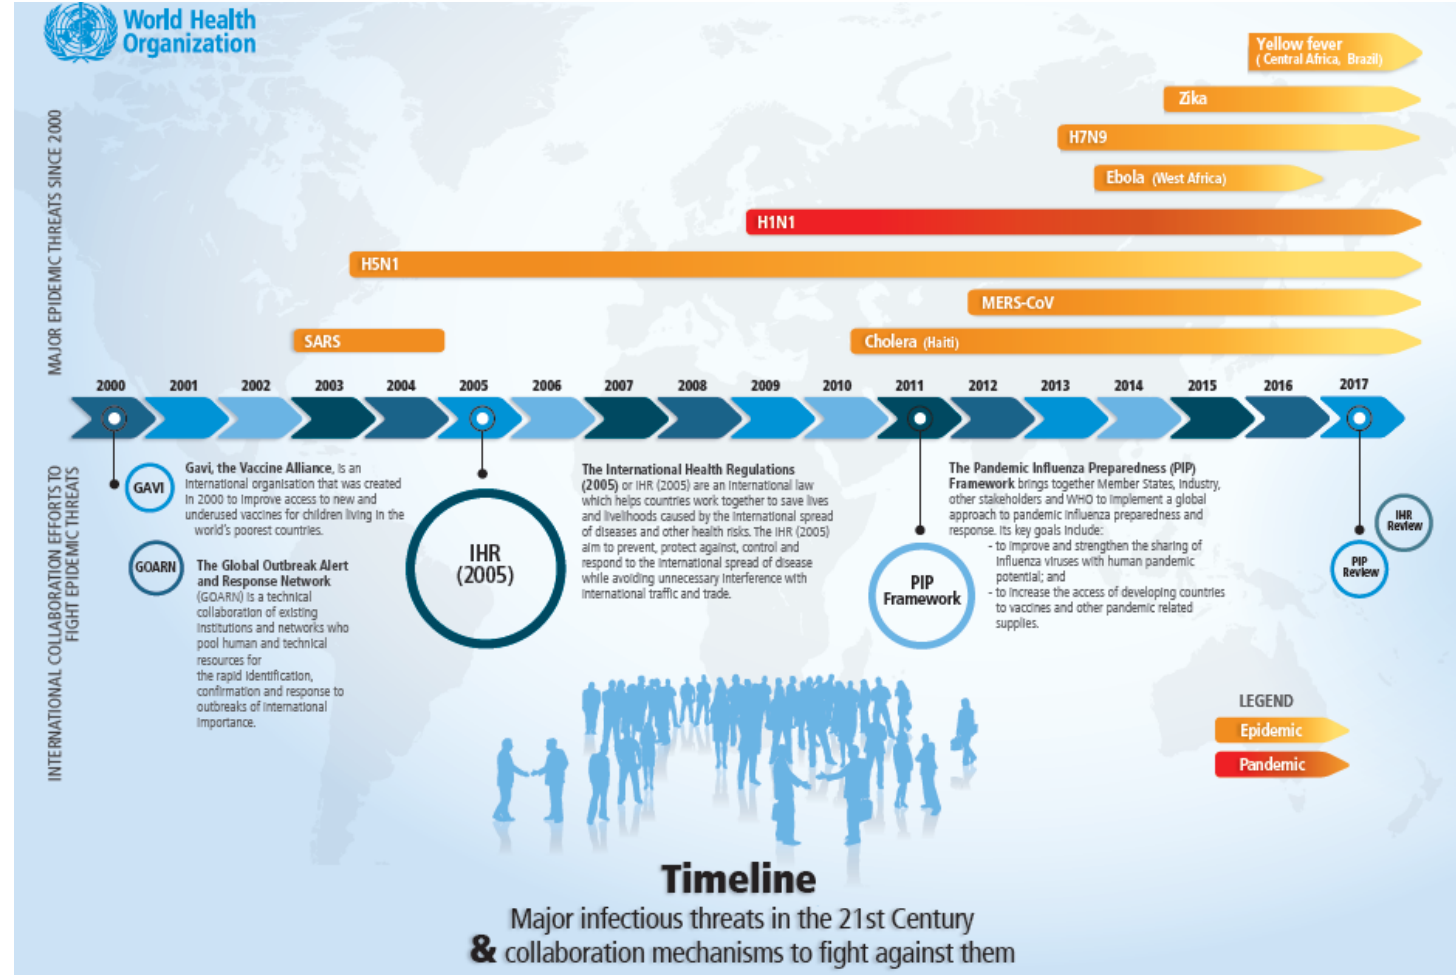 World Health
Organization
MAJOR EPIDEMIC THREATS SINCE 2000
Yellow fever
( Central Africa, Brazil)
Zika
H7N9
Ebola (West Africa)
H1N1
H5N1
MERS-CoV
SARS
Cholera (Haiti)
2000 2001 2002 2003 2004 2005 2006 2007 2008 2009 2010 2011 2012 2013 2014 2015 2016 2017
INTERNATIONAL COLLABORATION EFFORTS TO
FIGHT EPIDEMIC THREATS
GAVI
Gavi, the Vaccine Alliance, is an
international organisation that was created
in 2000 to improve access to new and
underused vaccines for children living in the
world's poorest countries.
GOARN
The Global Outbreak Alert
and Response Network
(GOARN) is a technical
collaboration of existing
institutions and networks who
pool human and technical
resources for
the rapid identification,
confirmation and response to
outbreaks of international
importance.
IHR
(2005)
The International Health Regulations
(2005) or IHR (2005) are an international law
which helps countries work together to save lives
and livelihoods caused by the international spread
of diseases and other health risks. The IHR (2005)
aim to prevent, protect against, control and
respond to the international spread of disease
while avoiding unnecessary interference with
international traffic and trade.
PIP
Framework
The Pandemic Influenza Preparedness (PIP)
Framework brings together Member States, industry,
other stakeholders and WHO to implement a global
approach to pandemic influenza preparedness and
response. Its key goals include:
- to improve and strengthen the sharing of
influenza viruses with human pandemic
potential; and
- to increase the access of developing countries
to vaccines and other pandemic related
supplies.
IHR
Review
PIP
Review
LEGEND
Epidemic
Pandemic
Timeline
Major infectious threats in the 21st Century
& collaboration mechanisms to fight against them